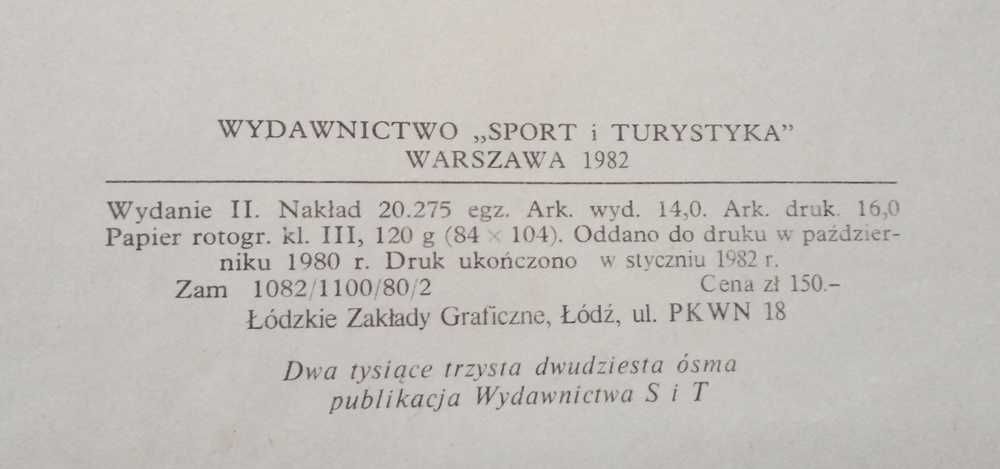 WYDAWNICTWO „SPORT i TURYSTYKA”
WARSZAWA 1982
Wydanie II. Nakład 20.275 egz. Ark. wyd. 14,0. Ark. druk. 16,0
Papier rotogr. kl. III, 120 g (84 × 104). Oddano do druku w paździer-
niku 1980 r. Druk ukończono w styczniu 1982 r.
Zam 1082/1100/80/2 Cena zł 150.–
Łódzkie Zakłady Graficzne, Łódź, ul. PKWN 18
Dwa tysiące trzysta dwudziesta ósma
publikacja Wydawnictwa S i T